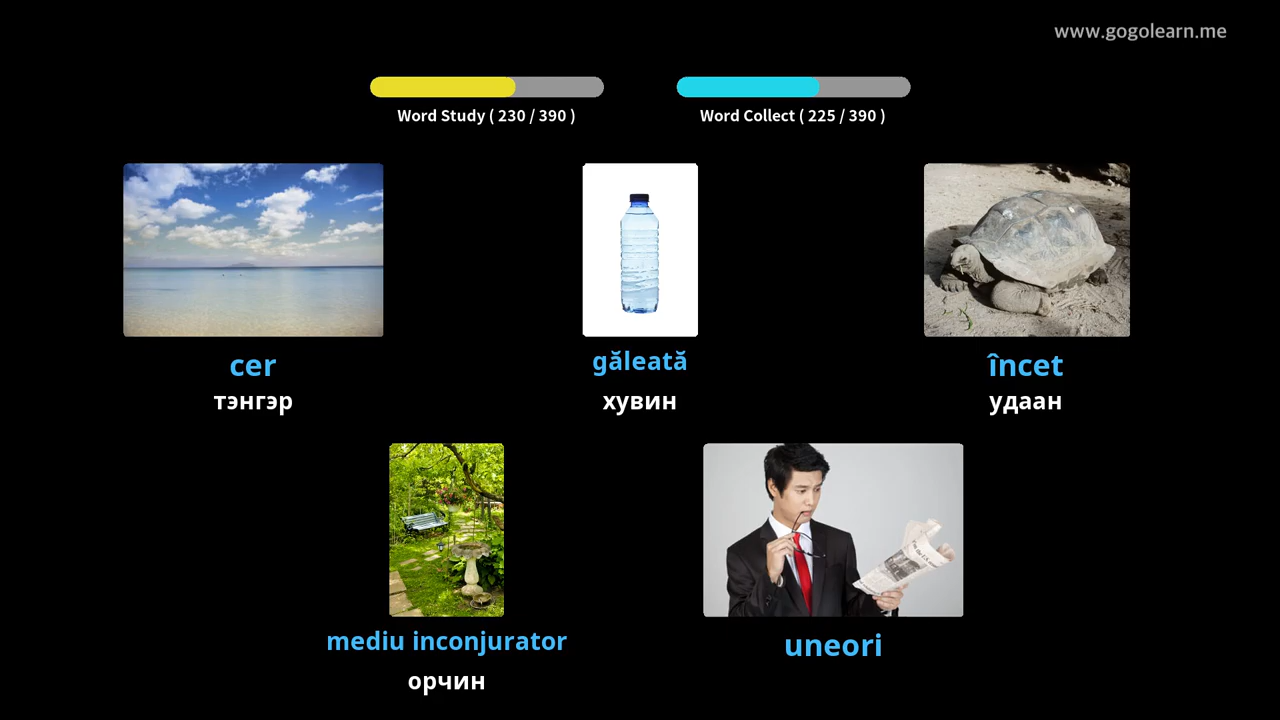 www.gogolearn.me
Word Study ( 230 / 390 )
Word Collect ( 225 / 390 )
cer
тэнгэр
găleată
хувин
încet
удаан
mediu inconjurator
орчин
uneori